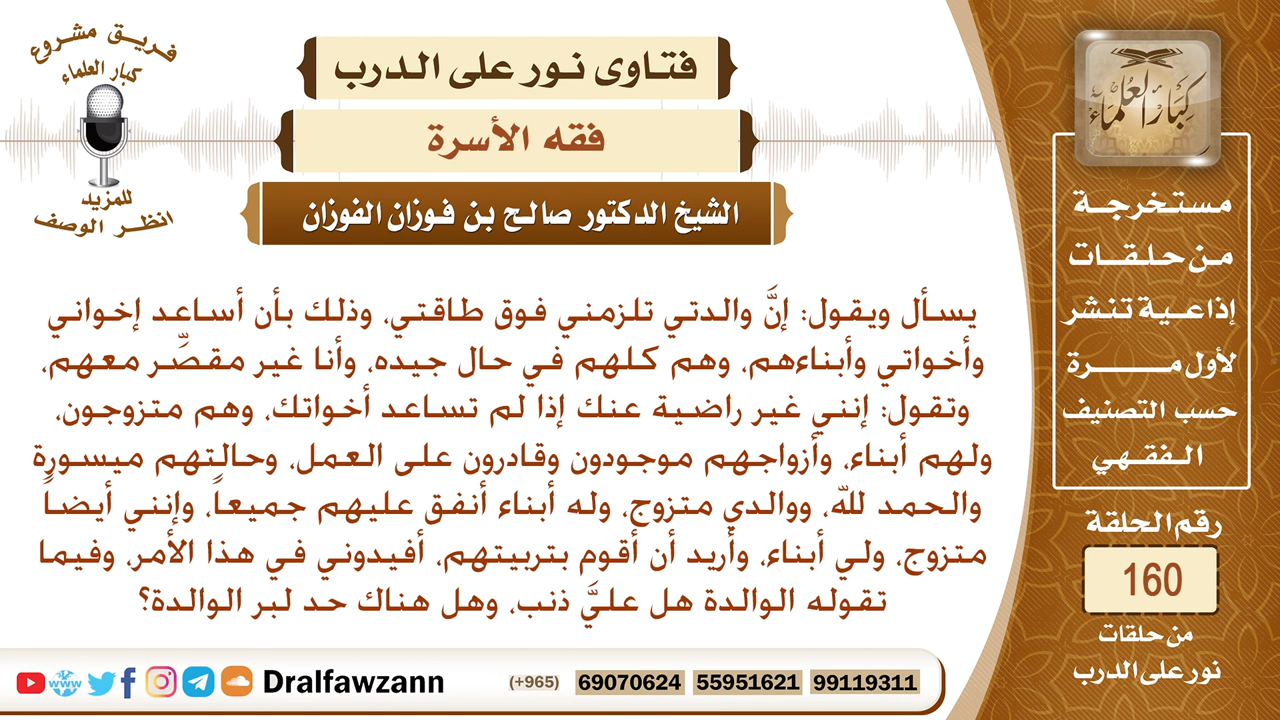 فريق مشروع
كبار العلماء
للمزيد
انظر الوصف
فتاوى نور على الدرب
فقه الأسرة
الشيخ الدكتور صالح بن فوزان الفوزان
يسأل ويقول: إنَّ والدتي تلزمني فوق طاقتي، وذلك بأن أساعد إخواني
وأخواتي وأبناءهم، وهم كلهم في حال جيده، وأنا غير مقصِّر معهم،
وتقول: إنني غير راضية عنك إذا لم تساعد أخواتك، وهم متزوجون،
ولهم أبناء، وأزواجهم موجودون وقادرون على العمل، وحالتهم ميسورةٍ
والحمد للّه، ووالدي متزوج، وله أبناء أنفق عليهم جميعاً، وإنني أيضاً
متزوج، ولي أبناء، وأريد أن أقوم بتربيتهم، أفيدوني في هذا الأمر، وفيما
تقوله الوالدة هل عليَّ ذنب، وهل هناك حد لبر الوالدة؟
كبار العلماء
مستخرجة
من حلقات
إذاعية تنشر
لأول مرة
حسب التصنيف
الفقهي
رقم الحلقة
160
من حلقات
نور على الدرب
www Dralfawzann (+965) 69070624 55951621 99119311